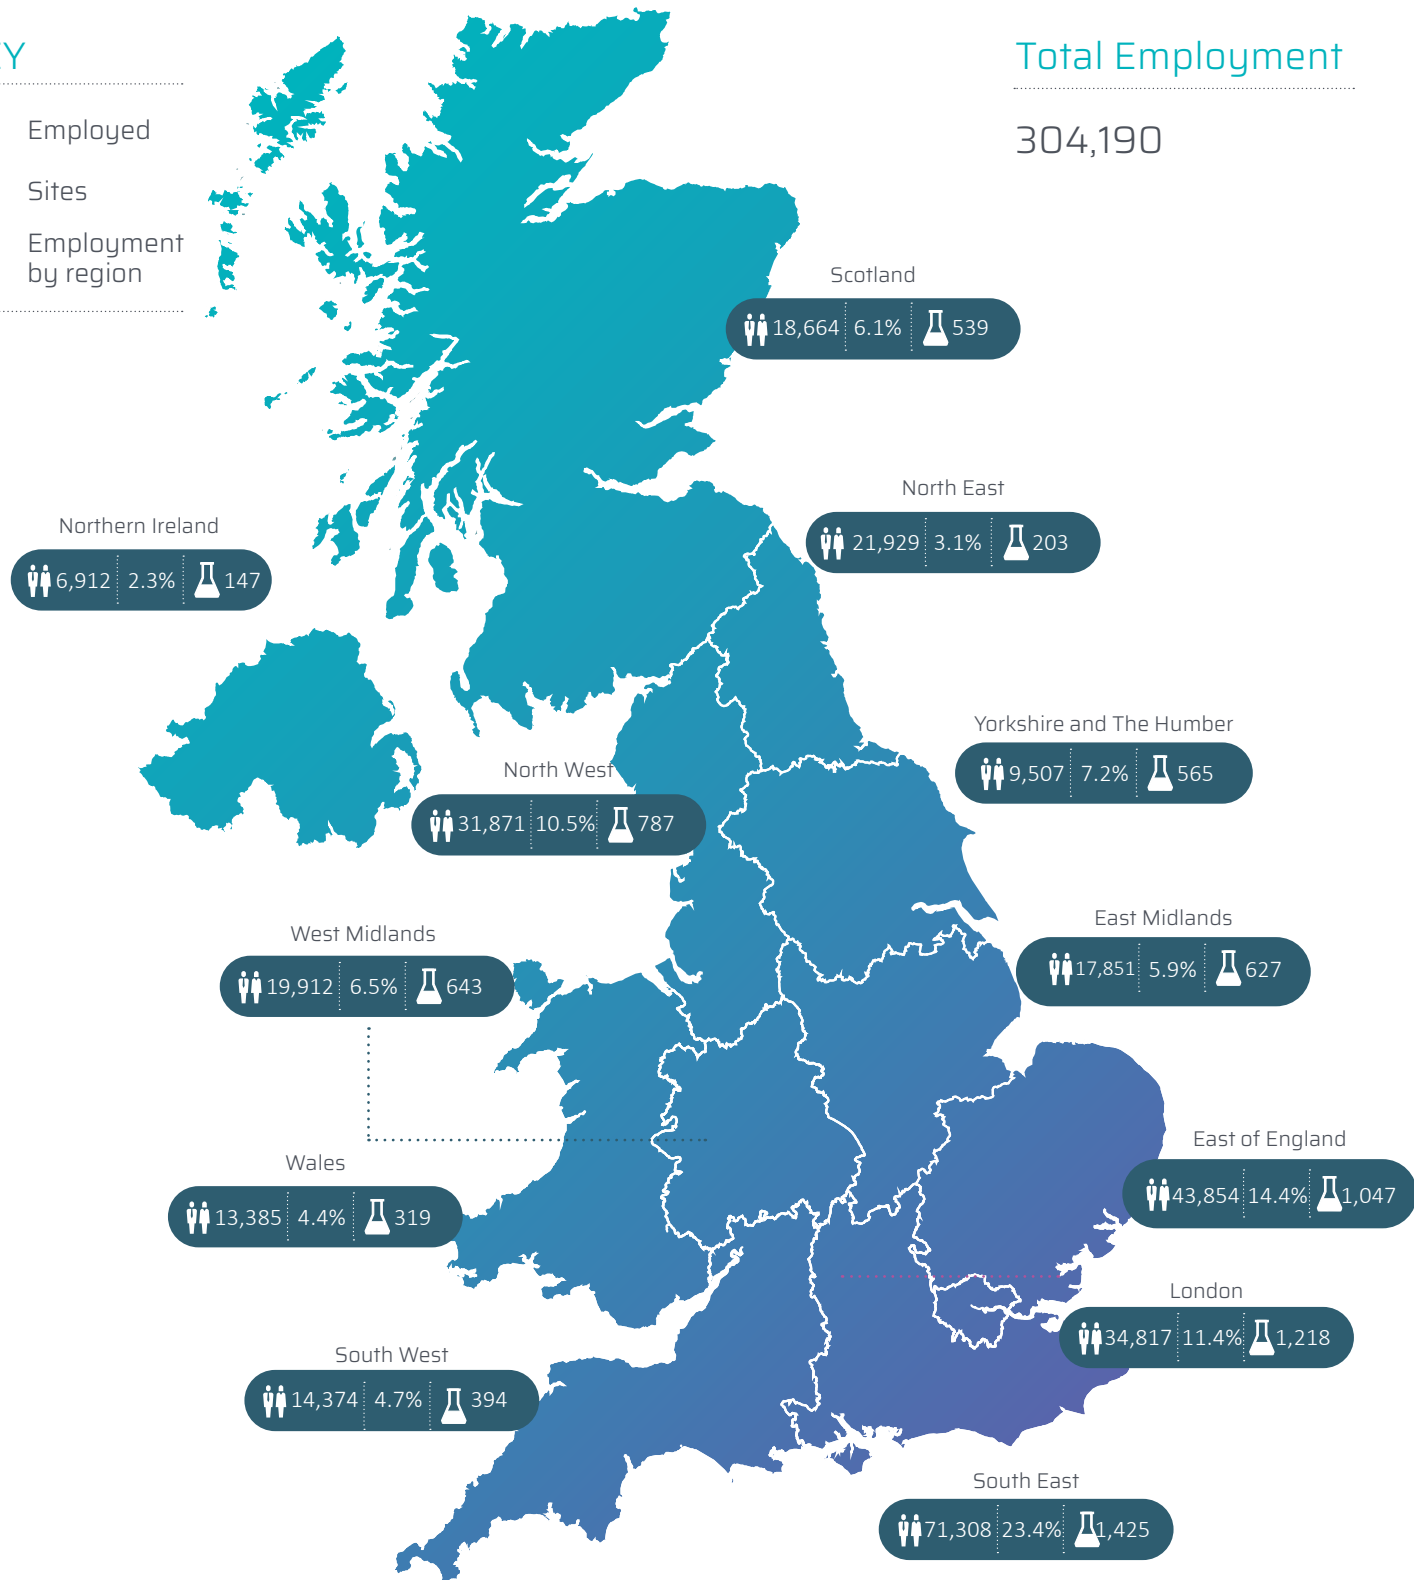 EY
Employed
Sites
Employment
by region
Total Employment
304,190
Scotland
18,664 6.1% 539
North East
21,929 3.1% 203
Northern Ireland
6,912 2.3% 147
Yorkshire and The Humber
9,507 7.2% 565
North West
31,871 10.5% 787
East Midlands
17,851 5.9% 627
West Midlands
19,912 6.5% 643
East of England
43,854 14.4% 1,047
Wales
13,385 4.4% 319
London
34,817 11.4% 1,218
South West
14,374 4.7% 394
South East
71,308 23.4% 1,425